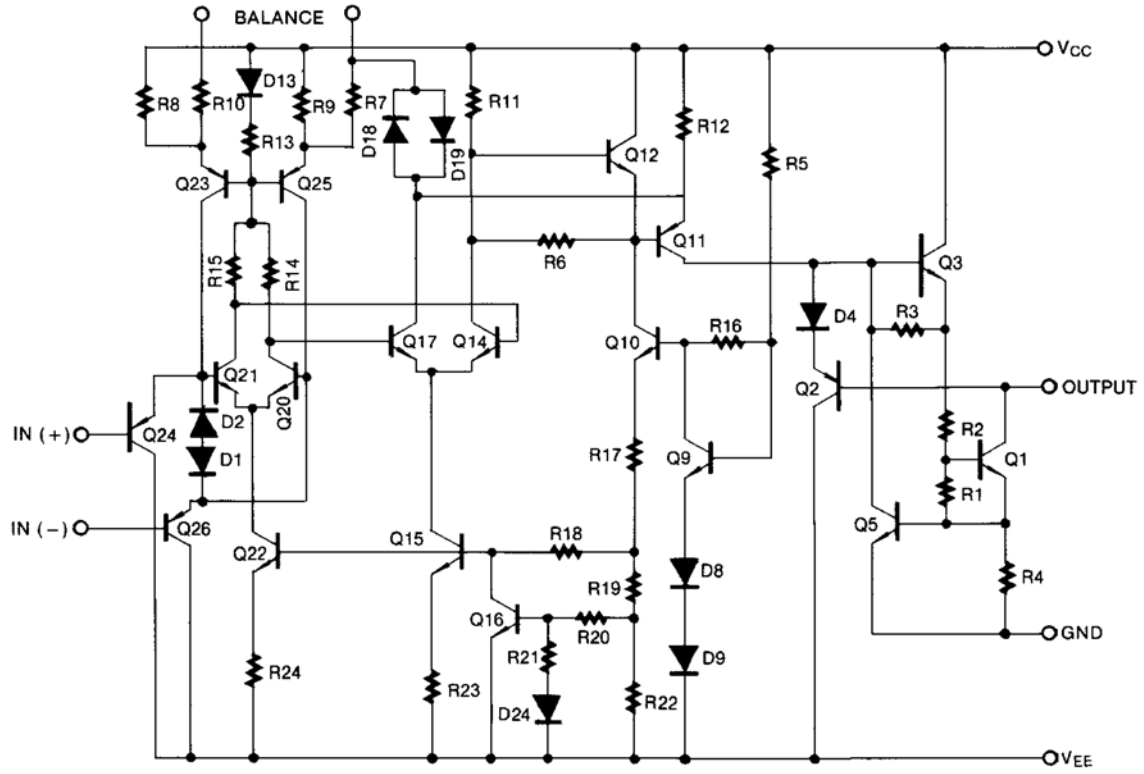 BALANCE
VCC
D13
R8
R10
R9
R7
R11
R13
D18
D19
R12
Q12
R5
Q23
Q25
Q11
Q3
R6
R15
R14
D4
R3
R16
Q17
Q14
Q10
Q2
OUTPUT
Q21
Q20
D2
IN (+)
Q24
D1
R17
Q9
R2
Q1
R1
IN (−)
Q26
Q22
Q15
R18
Q5
D8
R19
R4
Q16
R20
GND
R21
D9
R24
R23
D24
R22
VEE